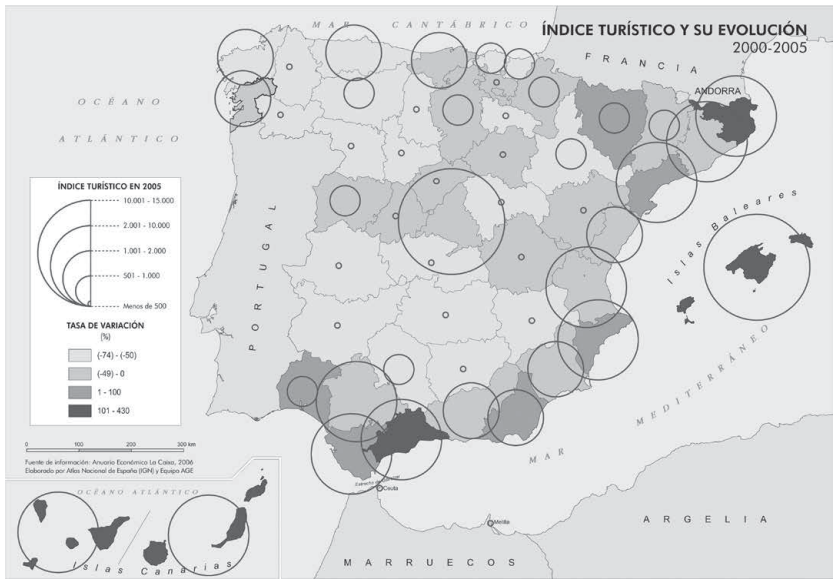 ÍNDICE TURÍSTICO Y SU EVOLUCIÓN
2000-2005
MAR CANTÁBRICO
FRANCIA
ANDORRA
OCÉANO
ATLÁNTICO
ÍNDICE TURÍSTICO EN 2005
10.001 - 15.000
2.001 - 10.000
1.001 - 2.000
501 - 1.000
Menos de 500
TASA DE VARIACIÓN
(%)
(-74) - (-50)
(-49) - 0
1 - 100
101 - 430
PORTUGAL
Islas Baleares
MAR MEDITERRÁNEO
0 100 200 300 km
Fuente de información: Anuario Económico La Caixa, 2006
Elaborado por Atlas Nacional de España (IGN) y Equipo AGE
Ceuta
Melilla
OCÉANO ATLÁNTICO
Islas Canarias
MARRUECOS
ARGELIA